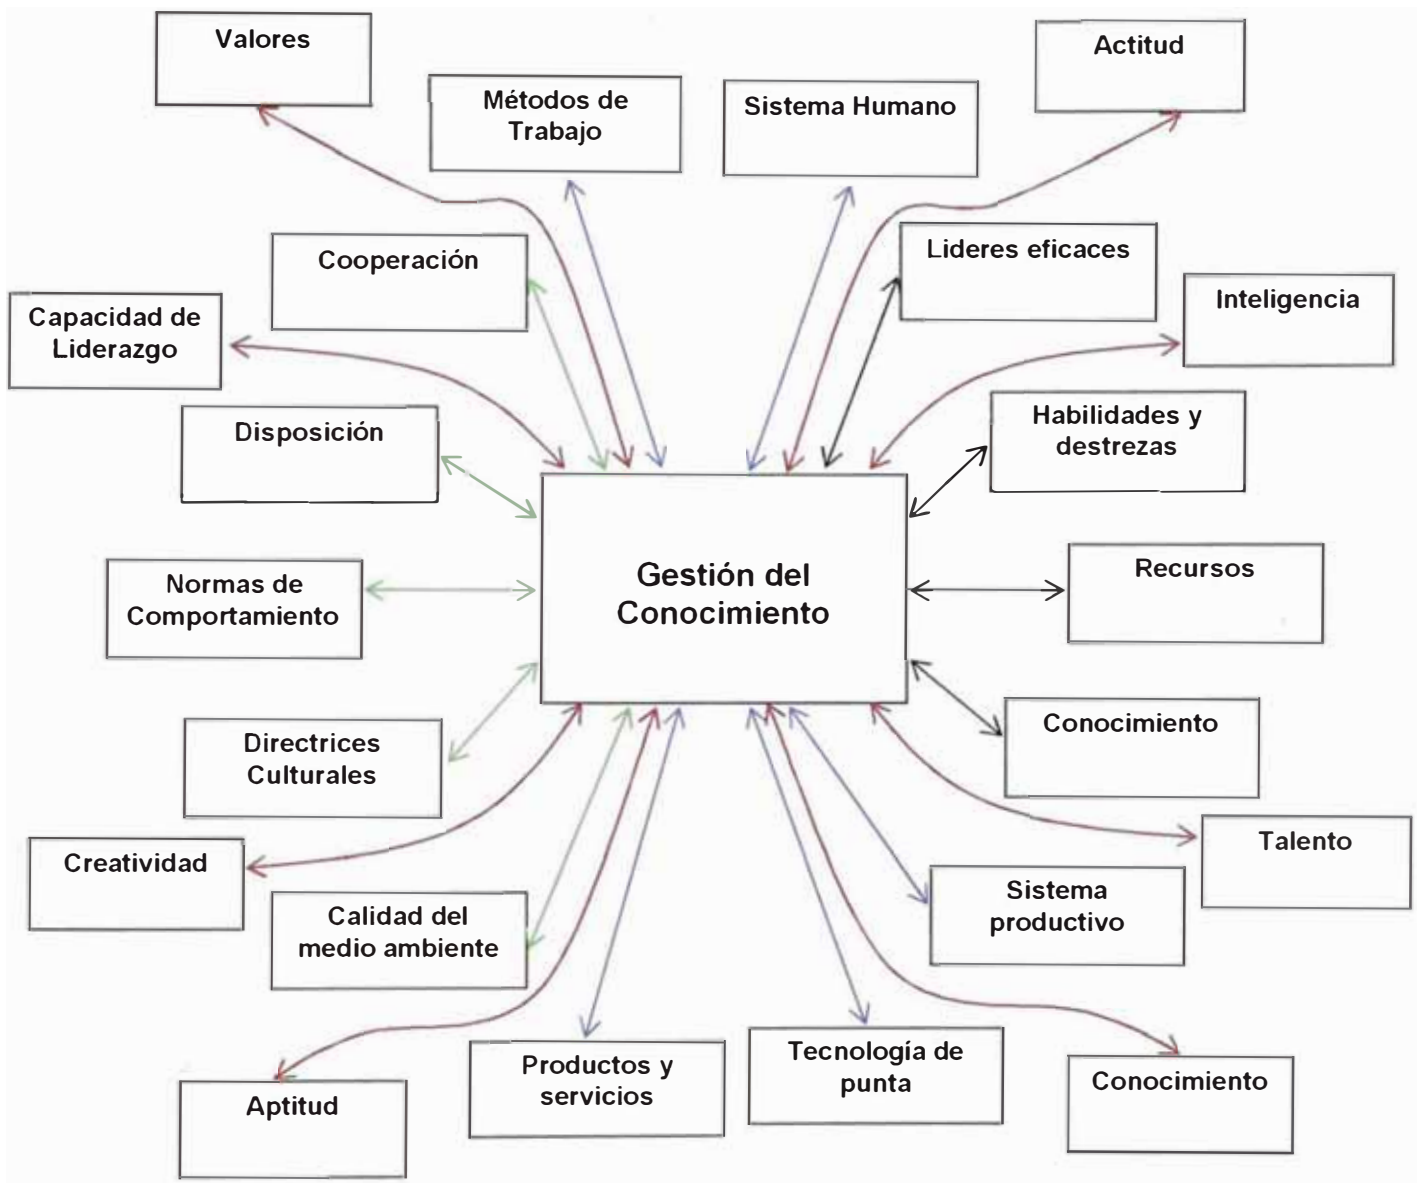 Valores
Actitud
Métodos de
Trabajo
Sistema Humano
Cooperación
Lideres eficaces
Capacidad de
Liderazgo
Inteligencia
Disposición
Habilidades y
destrezas
Normas de
Comportamiento
Gestión del
Conocimiento
Recursos
Directrices
Culturales
Conocimiento
Creatividad
Talento
Calidad del
medio ambiente
Sistema
productivo
Productos y
servicios
Tecnología de
punta
Aptitud
Conocimiento